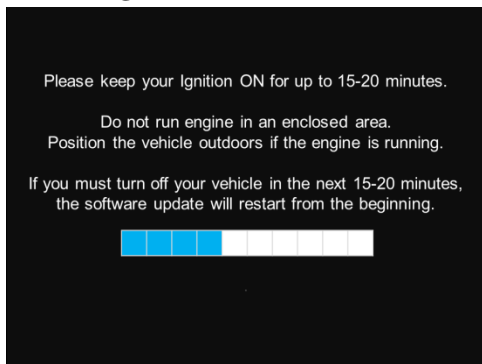 Please keep your Ignition ON for up to 15-20 minutes.
Do not run engine in an enclosed area.
Position the vehicle outdoors if the engine is running.
If you must turn off your vehicle in the next 15-20 minutes,
the software update will restart from the beginning.